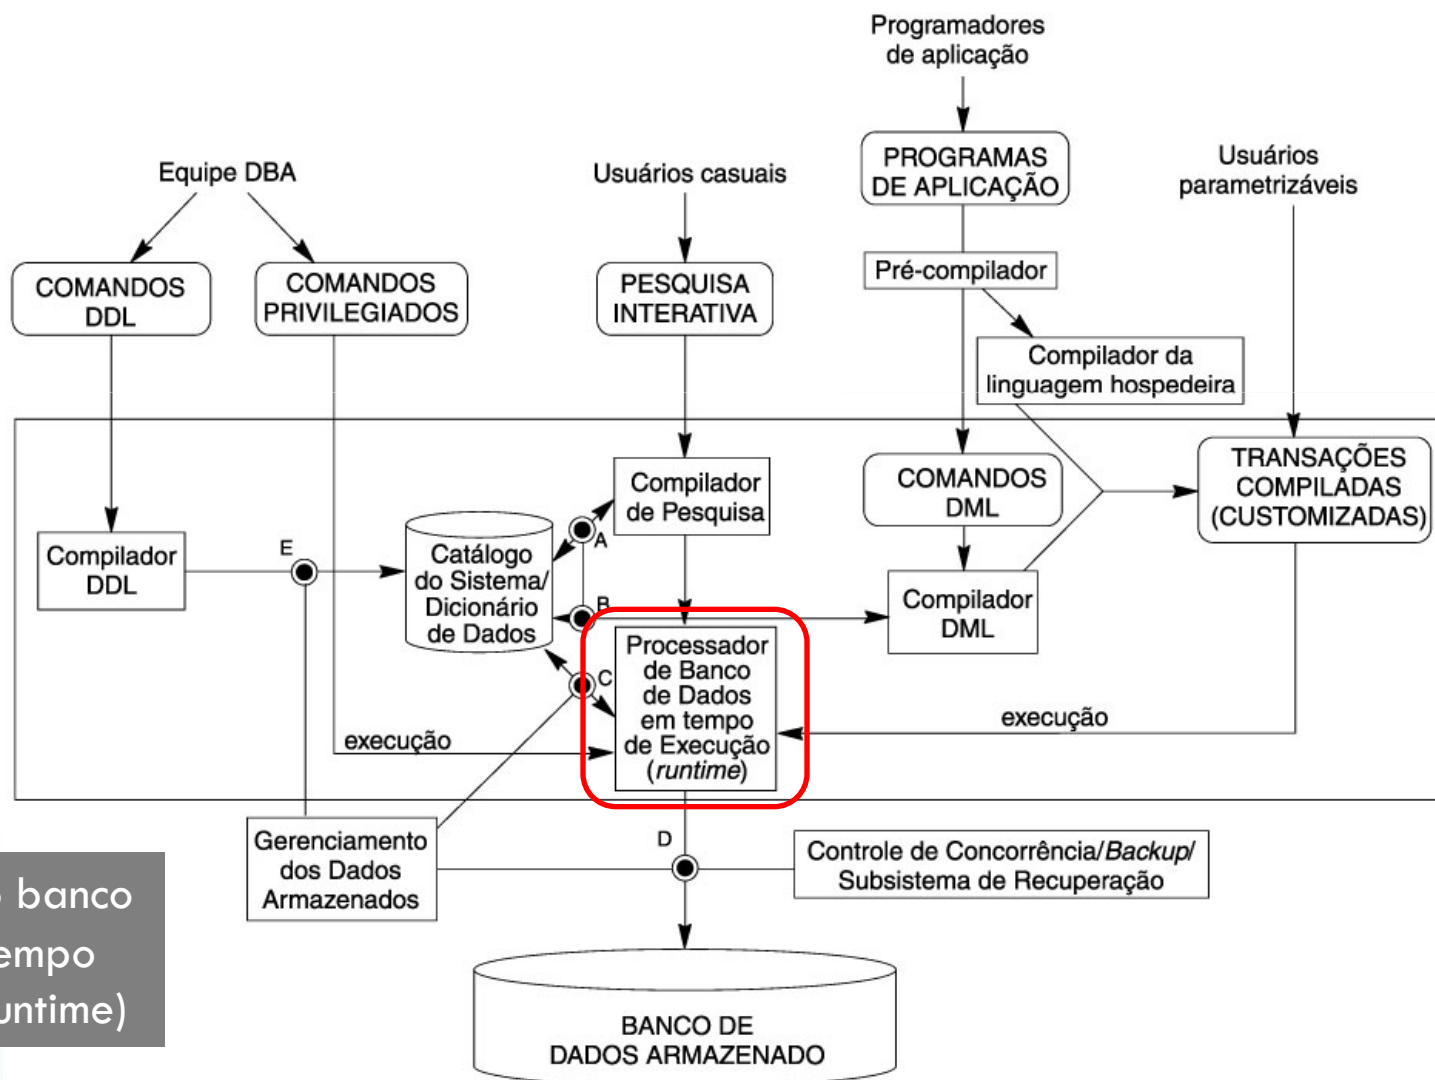 Programadores
de aplicação
PROGRAMAS
DE APLICAÇÃO
Usuários
parametrizáveis
Equipe DBA
Usuários casuais
COMANDOS
DDL
COMANDOS
PRIVILEGIADOS
PESQUISA
INTERATIVA
Pré-compilador
Compilador da
linguagem hospedeira
Compilador
DDL
E
Catálogo
do Sistema/
Dicionário
de Dados
A
B
C
Compilador
de Pesquisa
COMANDOS
DML
TRANSAÇÕES
COMPILADAS
(CUSTOMIZADAS)
Compilador
DML
Processador
de Banco
de Dados
em tempo
de Execução
(runtime)
execução
execução
Gerenciamento
dos Dados
Armazenados
D
Controle de Concorrência/Backup/
Subsistema de Recuperação
banco
BANCO DE
DADOS ARMAZENADO